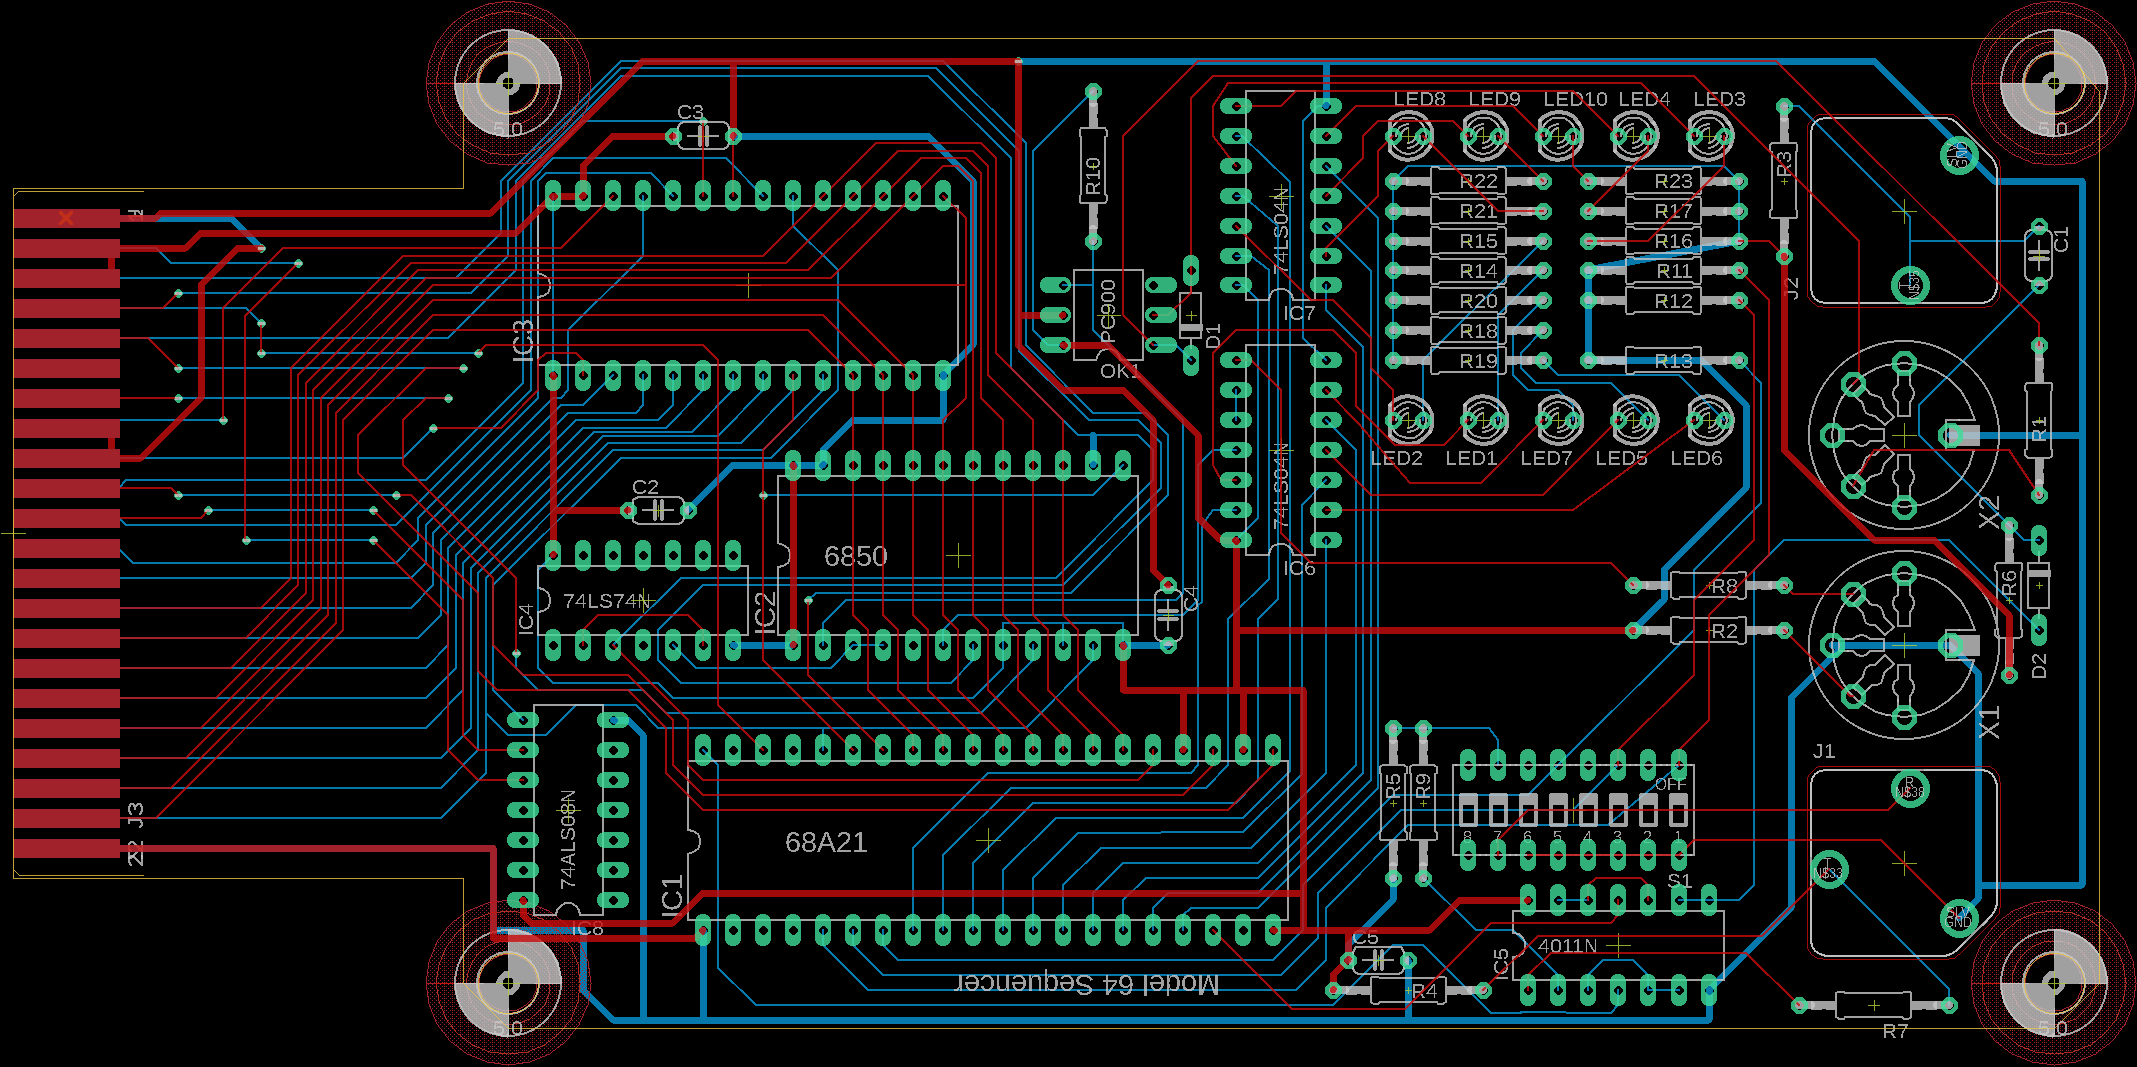 5.0
5.0
C3
LED8
LED9
LED10
LED4
LED3
R10
R22
R23
R3
R21
R17
R15
R16
R14
R11
R20
R12
R18
R19
R13
74LS04N
IC7
J2
C1
IC3
PC900
OK1
D1
LED2
LED1
LED7
LED5
LED6
R1
X2
C2
6850
74LS04N
IC6
IC4
74LS74N
IC2
C4
R8
R2
R6
D2
X1
J1
J3
74ALS08N
IC8
68A21
IC1
R5
R9
OFF
8 7 6 5 4 3 2 1
S1
C5
IC5
4011N
R4
Model 64 Sequencer
R7
5.0
5.0